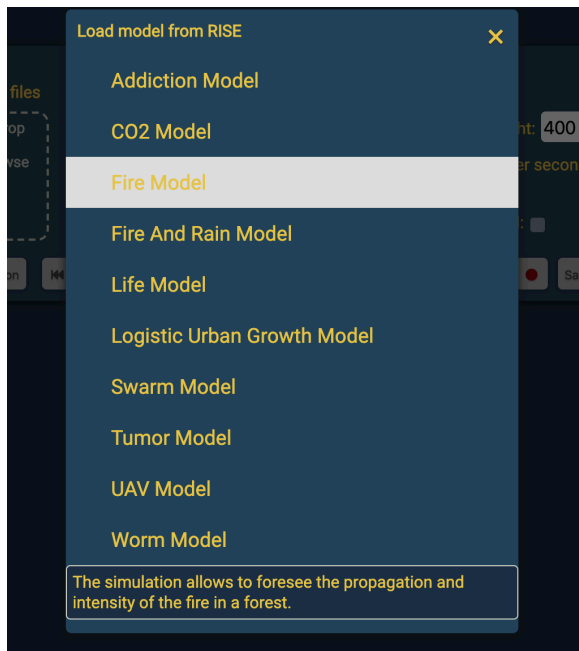 Load model from RISE
×
files
Addiction Model
CO2 Model
400
Fire Model
Fire And Rain Model
Life Model
Logistic Urban Growth Model
Swarm Model
Tumor Model
UAV Model
Worm Model
The simulation allows to foresee the propagation and
intensity of the fire in a forest.